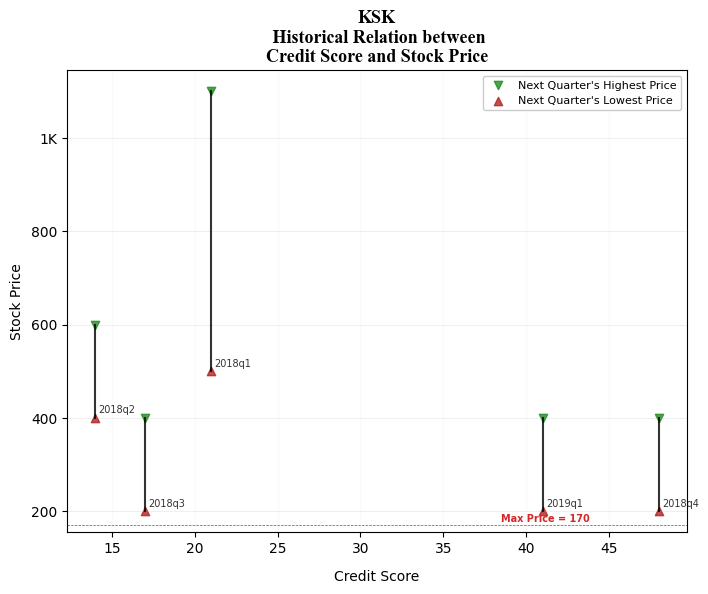 KSK
Historical Relation between
Credit Score and Stock Price
Next Quarter's Highest Price
Next Quarter's Lowest Price
1K
800
600
400
200
Stock Price
2018q1
2018q2
2018q3
2019q1
2018q4
Max Price = 170
15
20
25
30
35
40
45
Credit Score